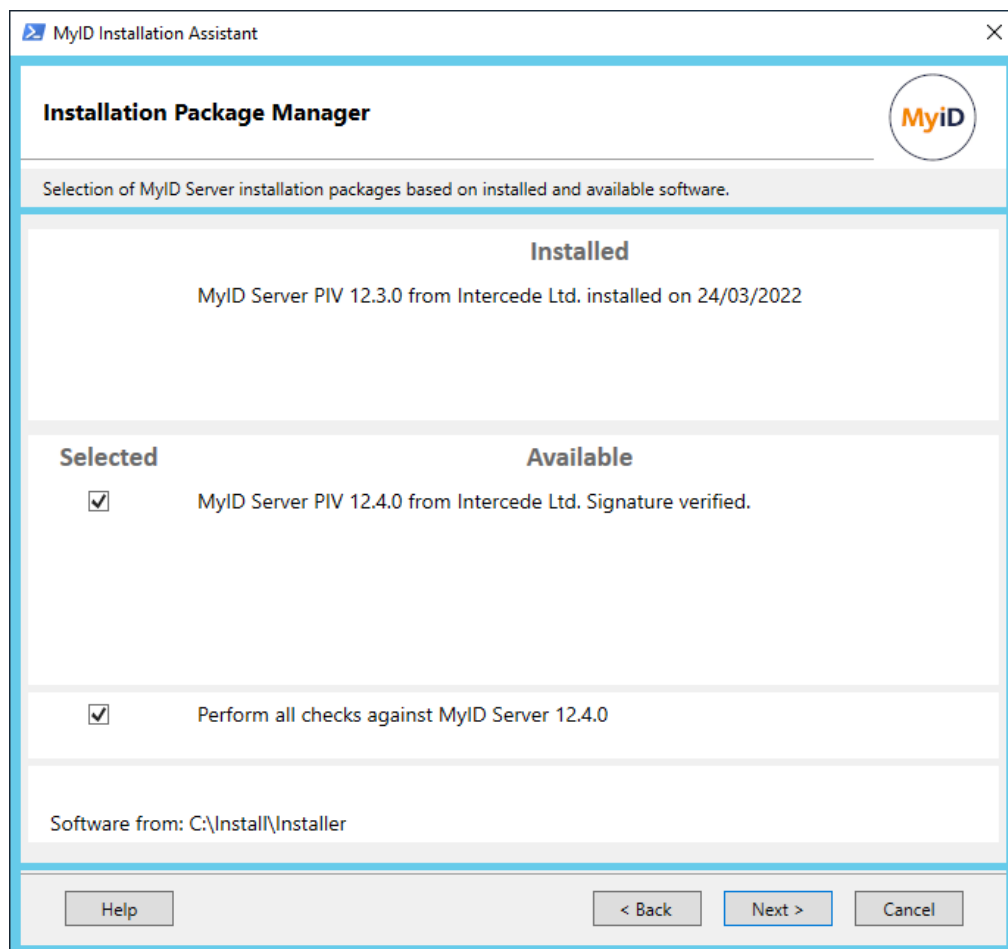 MyID Installation Assistant
Installation Package Manager
MyiD
Selection of MyID Server installation packages based on installed and available software.
Installed
MyID Server PIV 12.3.0 from Intercede Ltd. installed on 24/03/2022
Selected Available
MyID Server PIV 12.4.0 from Intercede Ltd. Signature verified.
Perform all checks against MyID Server 12.4.0
Software from: C:\Install\Installer
Help < Back Next > Cancel